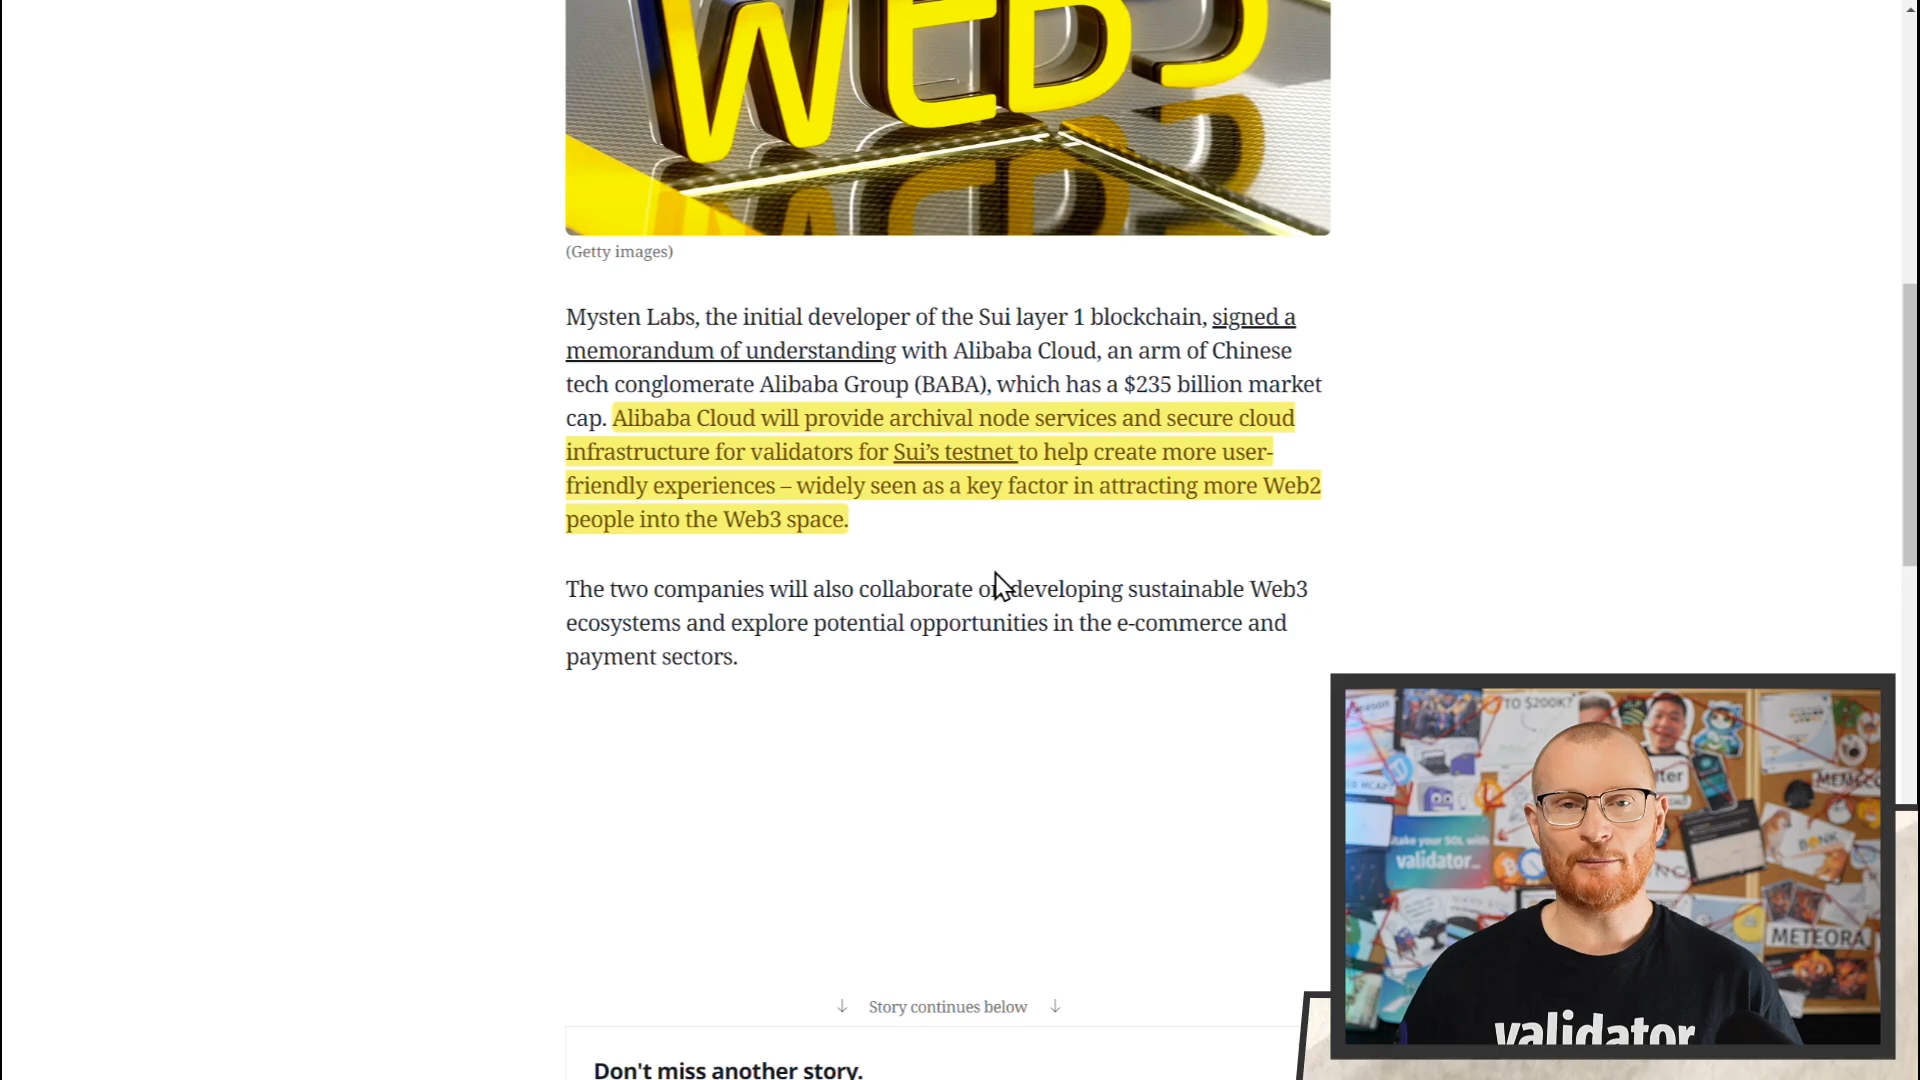 WEB3
(Getty images)
Mysten Labs, the initial developer of the Sui layer 1 blockchain, signed a
memorandum of understanding with Alibaba Cloud, an arm of Chinese
tech conglomerate Alibaba Group (BABA), which has a $235 billion market
cap. Alibaba Cloud will provide archival node services and secure cloud
infrastructure for validators for Sui’s testnet to help create more user-
friendly experiences – widely seen as a key factor in attracting more Web2
people into the Web3 space.
The two companies will also collaborate on developing sustainable Web3
ecosystems and explore potential opportunities in the e-commerce and
payment sectors.
↓ Story continues below ↓
Don't miss another story.
TO $200K?
validator
BONK
METEORA
validator